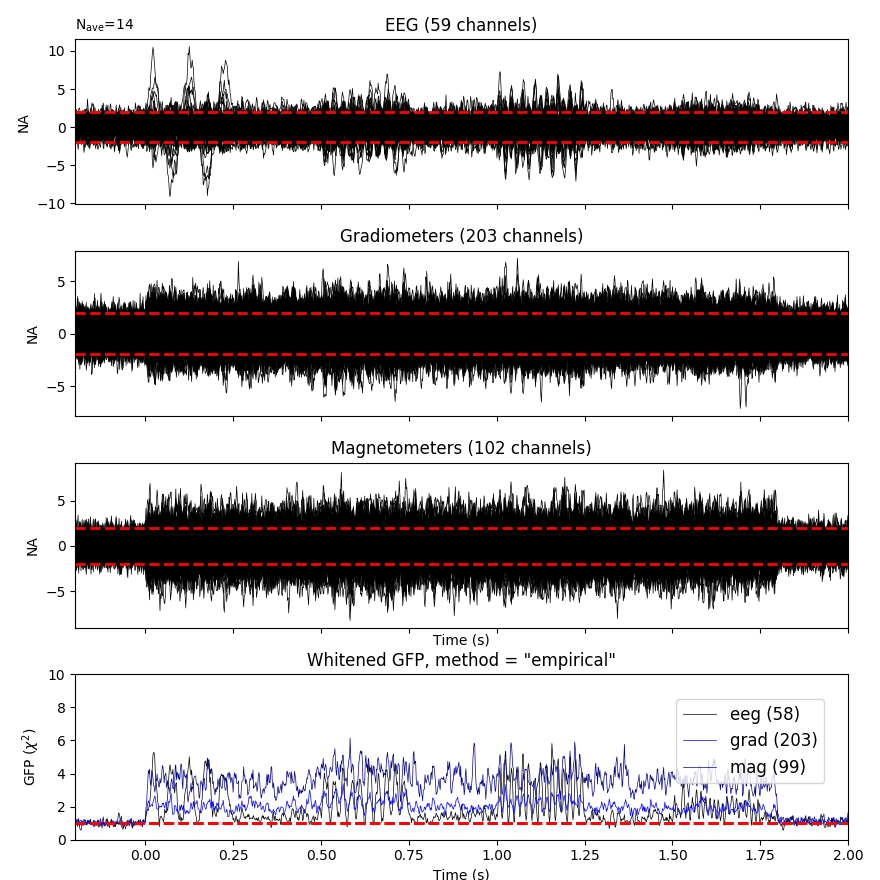 Nave=14
EEG (59 channels)
10
5
0
−5
−10
NA
Gradiometers (203 channels)
5
0
−5
NA
Magnetometers (102 channels)
5
0
−5
NA
Time (s)
Whitened GFP, method = "empirical"
10
8
6
4
2
0
GFP (χ²)
eeg (58)
grad (203)
mag (99)
0.00 0.25 0.50 0.75 1.00 1.25 1.50 1.75 2.00
Time (s)